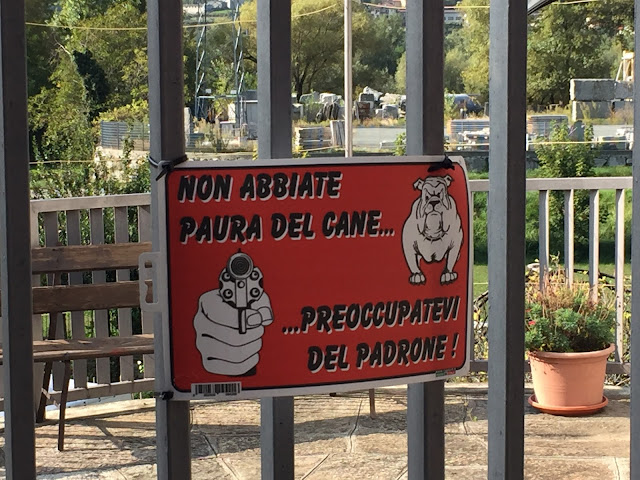 NON ABBIATE
PAURA DEL CANE...
...PREOCCUPATEVI
DEL PADRONE!